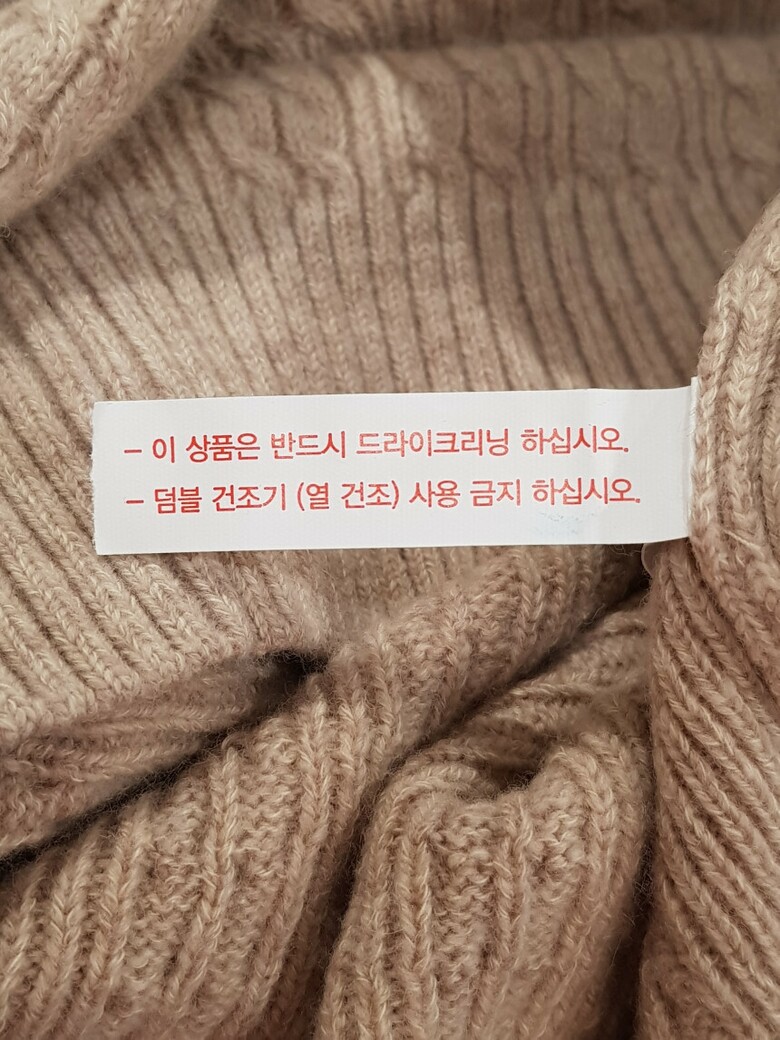 - 이 상품은 반드시 드라이크리닝 하십시오.
- 덤블 건조기 (열 건조) 사용 금지 하십시오.